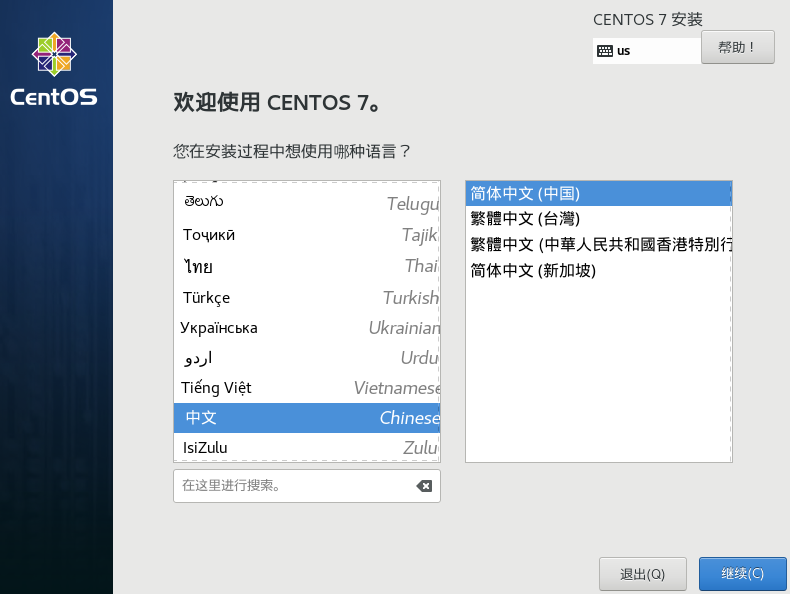 CENTOS 7 安装
CentOS
us
帮助！
欢迎使用 CENTOS 7。
您在安装过程中想使用哪种语言？
తెలుగు Telugu
Тоҷикӣ Tajik
ไทย Thai
Türkçe Turkish
Українська Ukrainian
اردو Urdu
Tiếng Việt Vietnamese
中文 Chinese
IsiZulu Zulu
在这里进行搜索。
简体中文 (中国)
繁體中文 (台灣)
繁體中文 (中華人民共和國香港特別行
简体中文 (新加坡)
退出(Q)
继续(C)